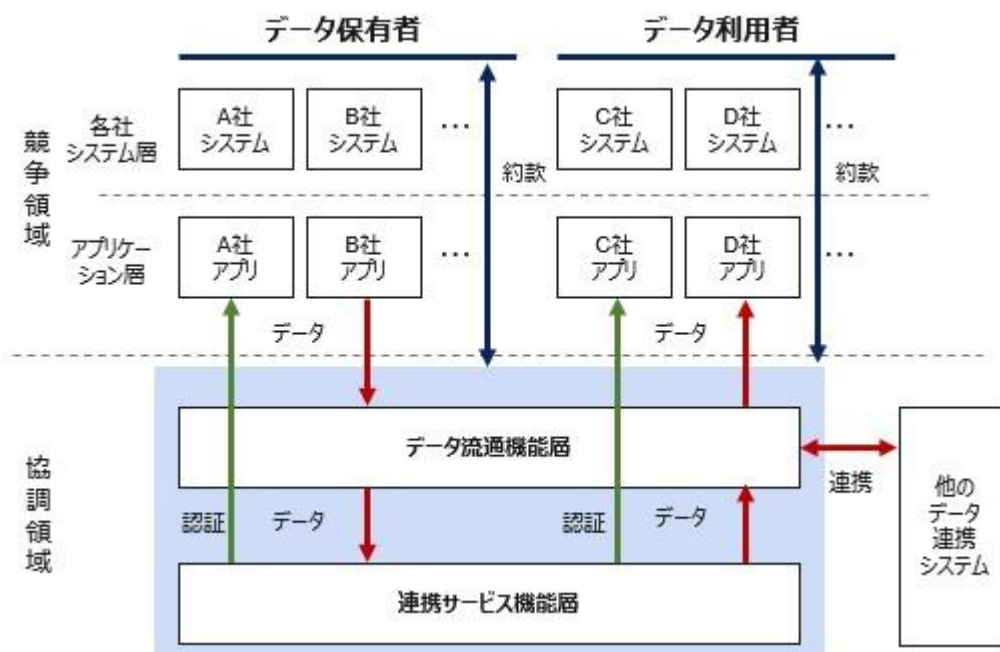 データ保有者
データ利用者
競争領域
各社
システム層
A社
システム
B社
システム
…
約款
C社
システム
D社
システム
…
約款
アプリケー
ション層
A社
アプリ
B社
アプリ
…
C社
アプリ
D社
アプリ
…
データ
データ
協調領域
データ流通機能層
連携
他の
データ
連携
システム
認証
データ
認証
データ
連携サービス機能層